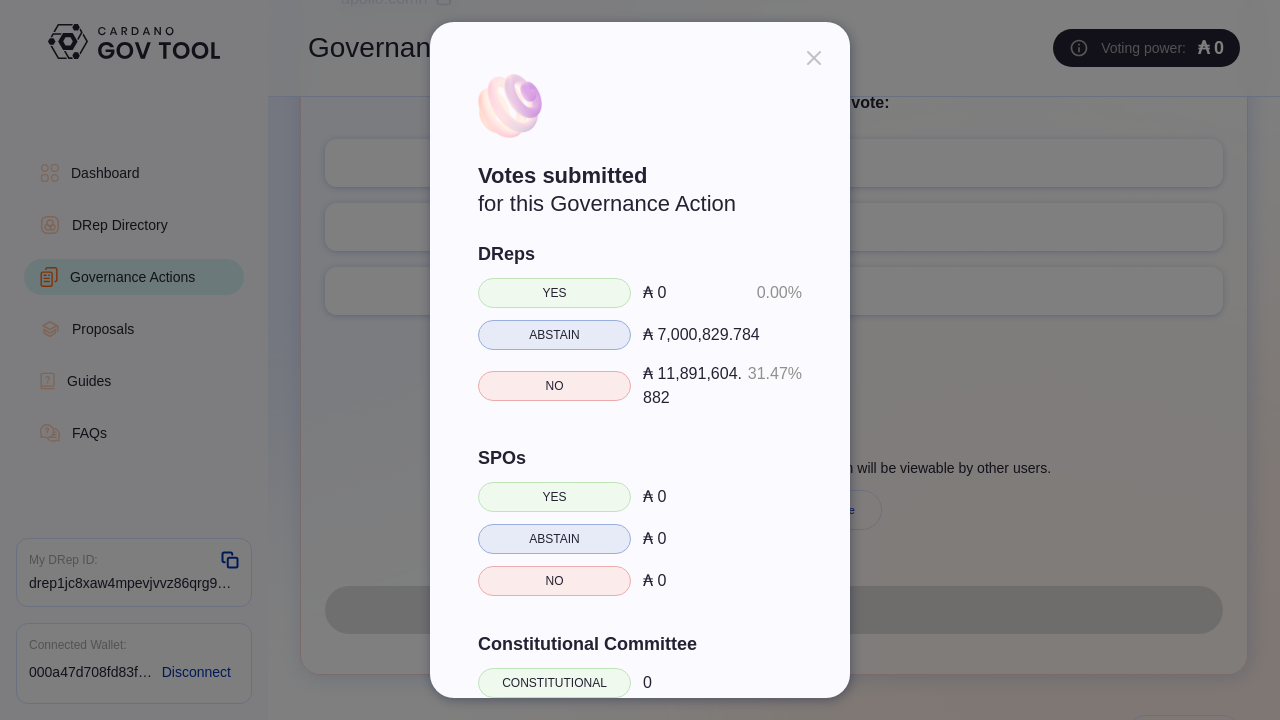 CARDANO
GOV TOOL
Governan
Voting power: ₳ 0
Dashboard
DRep Directory
Governance Actions
Proposals
Guides
FAQs
My DRep ID:
drep1jc8xaw4mpevjvvz86qrg9...
Connected Wallet:
000a47d708fd83f... Disconnect
vote:
Votes submitted
for this Governance Action
DReps
YES ₳ 0 0.00%
ABSTAIN ₳ 7,000,829.784
NO ₳ 11,891,604. 31.47%
882
SPOs
YES ₳ 0
ABSTAIN ₳ 0
NO ₳ 0
Constitutional Committee
CONSTITUTIONAL 0
n will be viewable by other users.
e